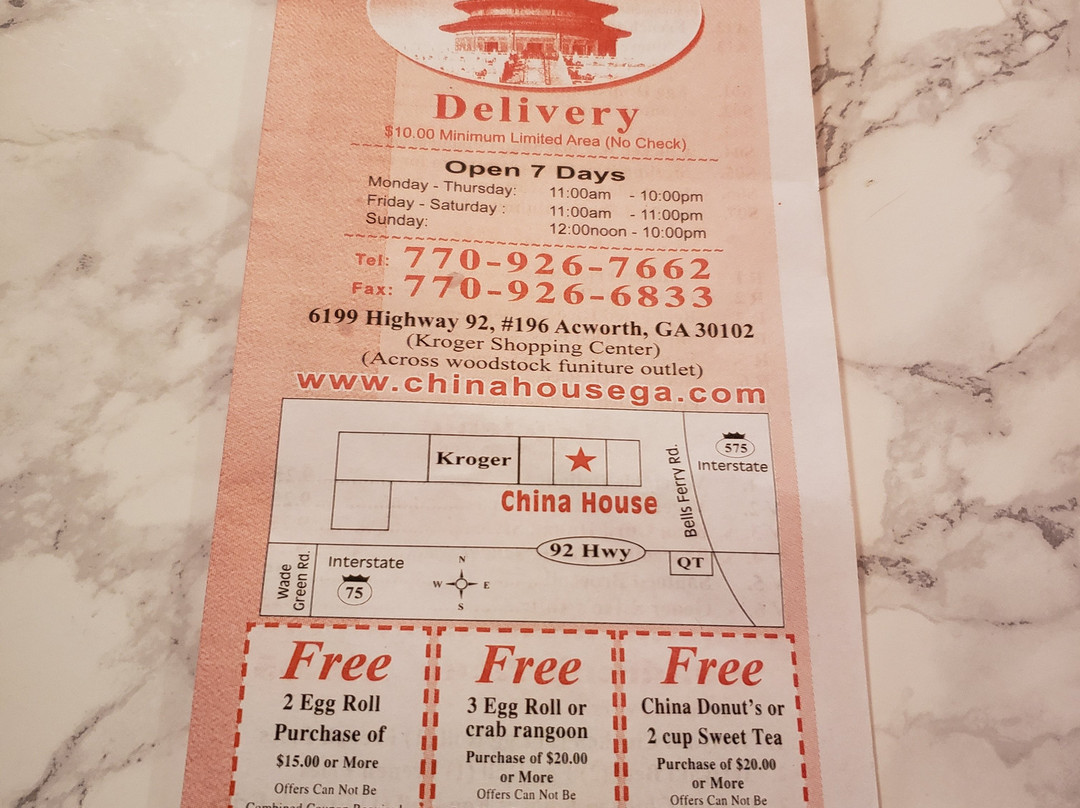 Delivery
$10.00 Minimum Limited Area (No Check)
Open 7 Days
Monday - Thursday: 11:00am - 10:00pm
Friday - Saturday : 11:00am - 11:00pm
Sunday: 12:00noon - 10:00pm
Tel: 770-926-7662
Fax: 770-926-6833
6199 Highway 92, #196 Acworth, GA 30102
(Kroger Shopping Center)
(Across woodstock funiture outlet)
www.chinahousega.com
Kroger
China House
Bells Ferry Rd.
575
Interstate
92 Hwy
QT
Wade
Green Rd.
Interstate
75
N
W E
S
Free
2 Egg Roll
Purchase of
$15.00 or More
Offers Can Not Be
Free
3 Egg Roll or
crab rangoon
Purchase of $20.00
or More
Offers Can Not Be
Free
China Donut's or
2 cup Sweet Tea
Purchase of $20.00
or More
Offers Can Not Be